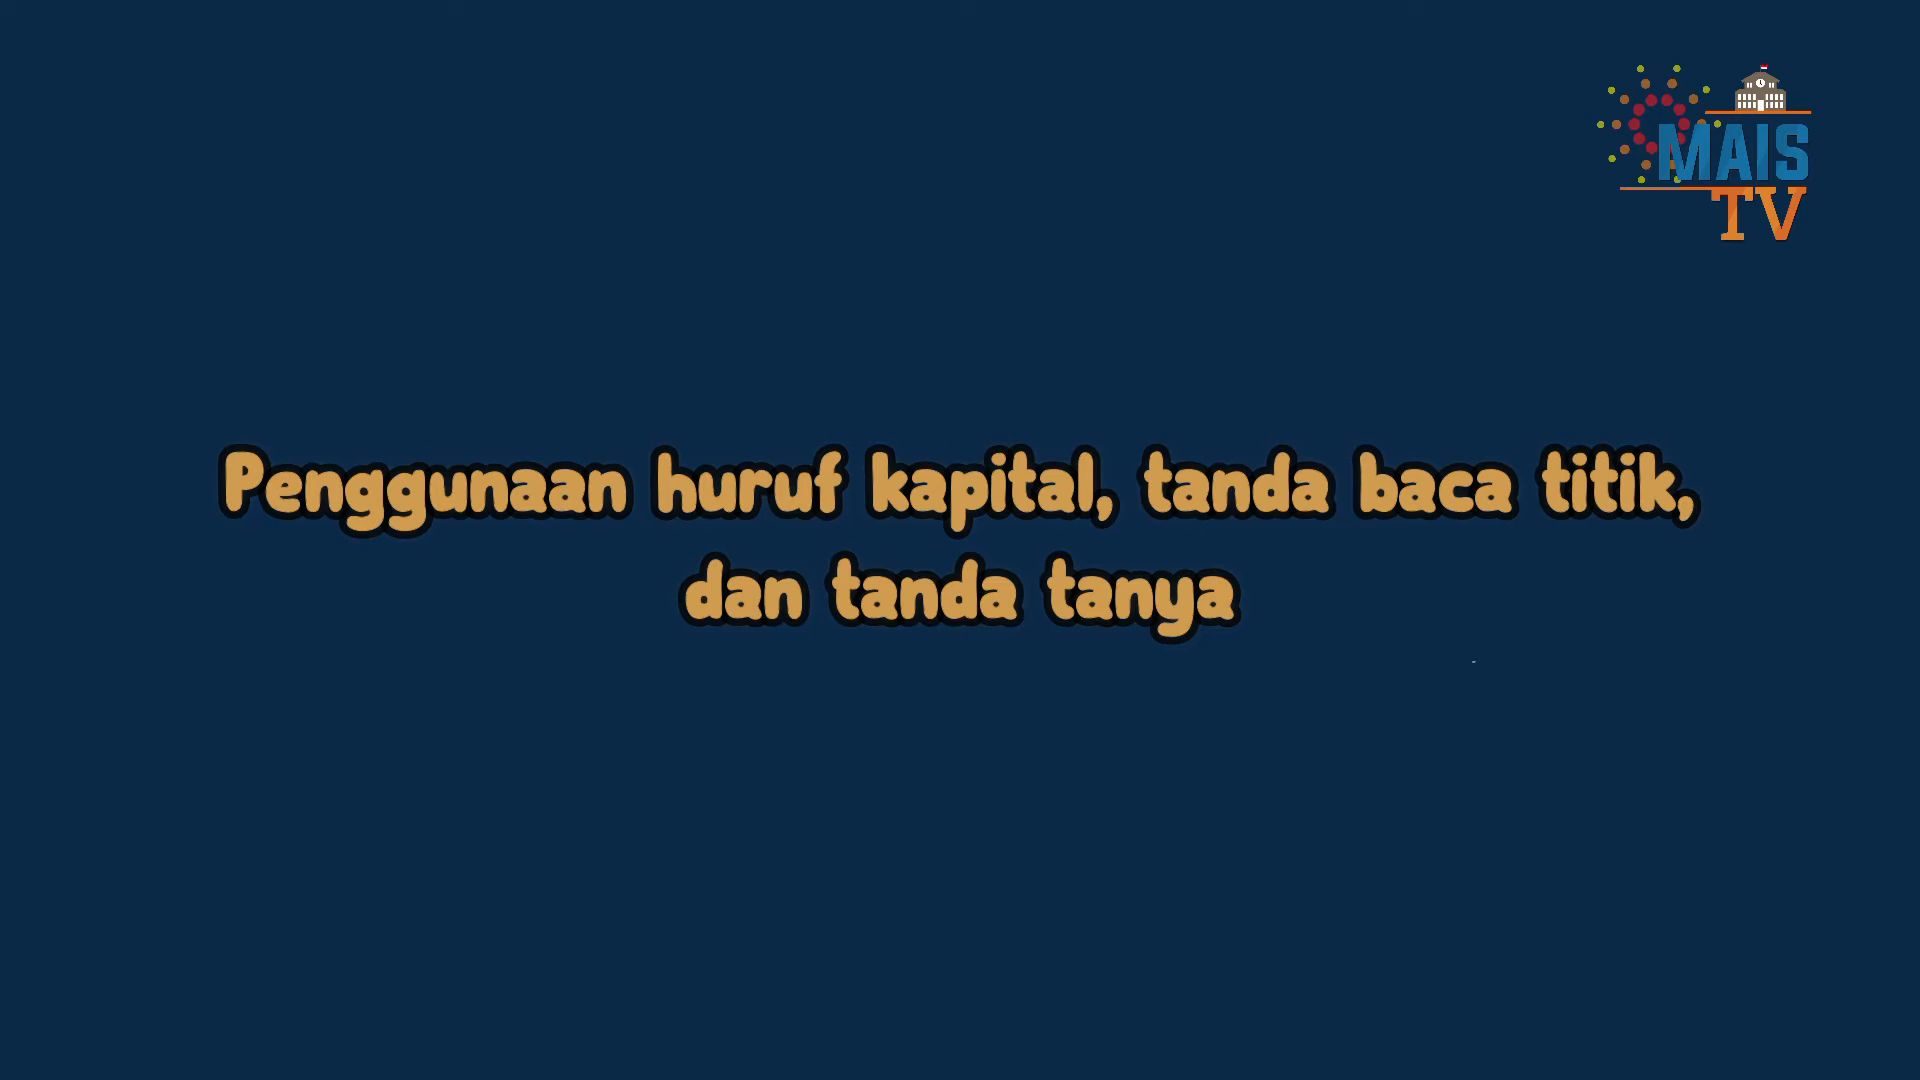 MAIS
TV
Penggunaan huruf kapital, tanda baca titik,
dan tanda tanya